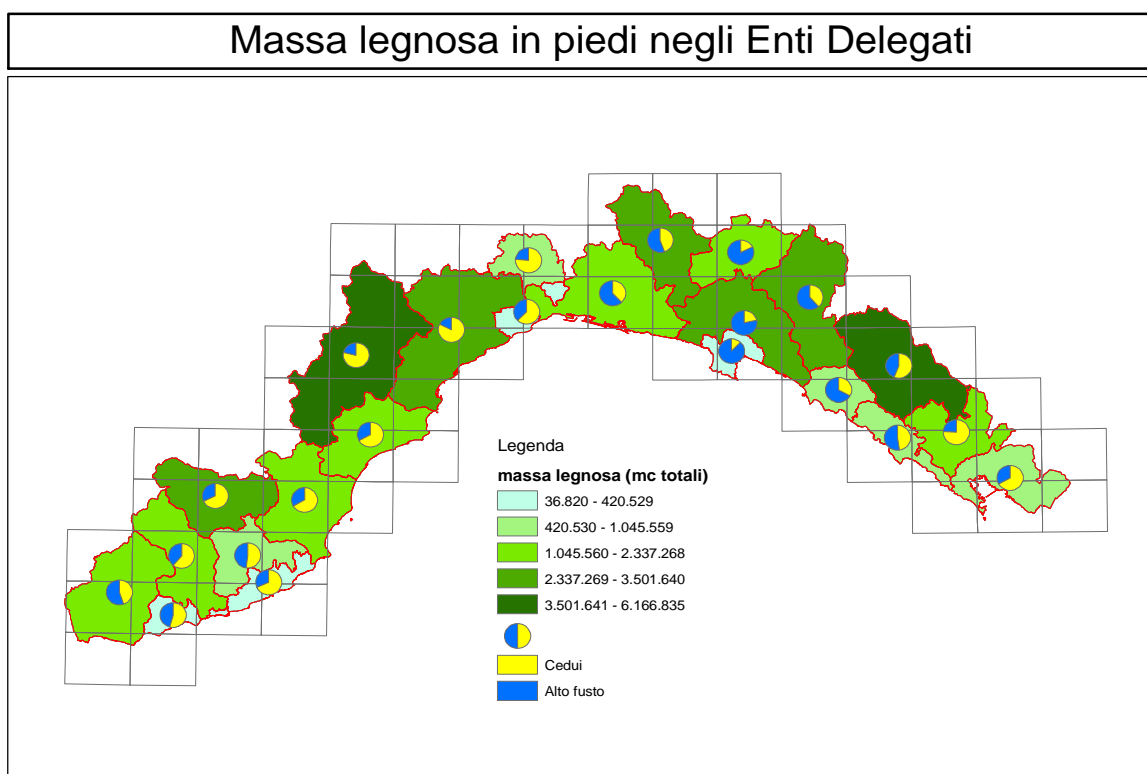 Massa legnosa in piedi negli Enti Delegati
Legenda
massa legnosa (mc totali)
36.820 - 420.529
420.530 - 1.045.559
1.045.560 - 2.337.268
2.337.269 - 3.501.640
3.501.641 - 6.166.835
Cedui
Alto fusto